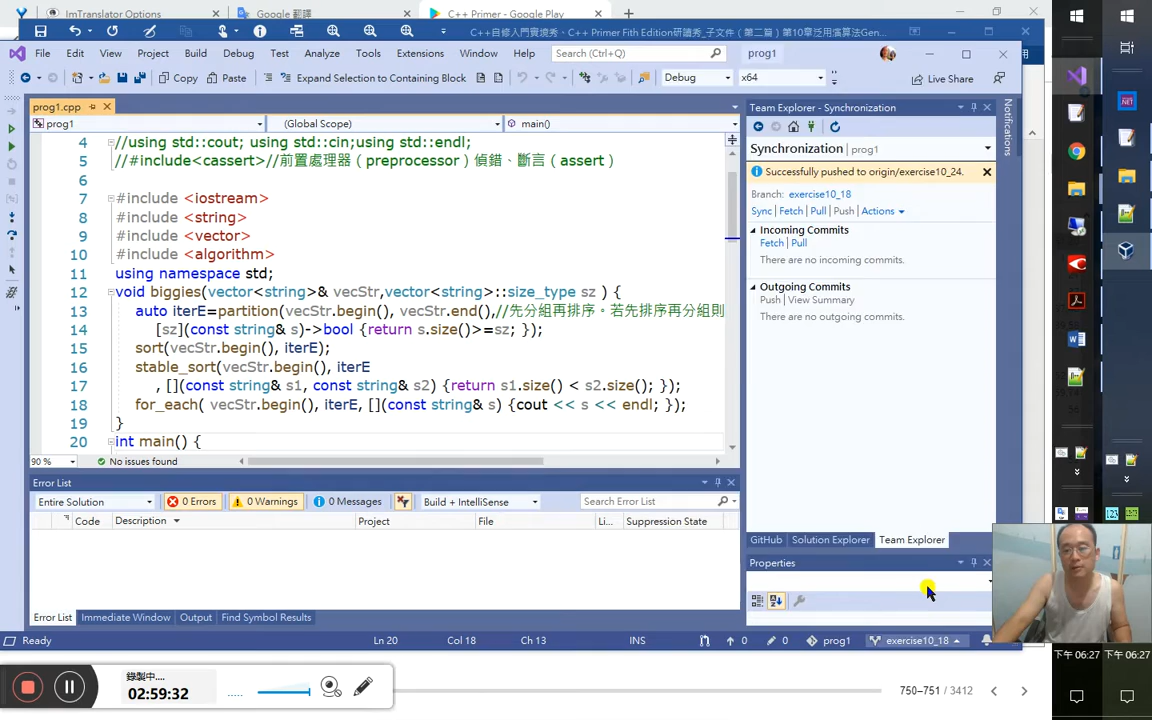 ImTranslator Options
Google 翻譯
C++ Primer - Google Play
C++自修入門實境秀、C++ Primer Fith Edition研讀秀_子文件（第二篇）第10章泛用演算法Gen...
File Edit View Project Build Debug Test Analyze Tools Extensions Window Help
Search (Ctrl+Q)
prog1
Copy Paste Expand Selection to Containing Block Debug x64 Live Share
prog1.cpp
prog1 (Global Scope) main()
4 //using std::cout; using std::cin;using std::endl;
5 //#include<cassert>//前置處理器（preprocessor）偵錯、斷言（assert）
6
7 #include <iostream>
8 #include <string>
9 #include <vector>
10 #include <algorithm>
11 using namespace std;
12 void biggies(vector<string>& vecStr,vector<string>::size_type sz ) {
13 auto iterE=partition(vecStr.begin(), vecStr.end(),//先分組再排序。若先排序再分組則
14 [sz](const string& s)->bool {return s.size()>=sz; });
15 sort(vecStr.begin(), iterE);
16 stable_sort(vecStr.begin(), iterE
17 , [](const string& s1, const string& s2) {return s1.size() < s2.size(); });
18 for_each( vecStr.begin(), iterE, [](const string& s) {cout << s << endl; });
19 }
20 int main() {
90 % No issues found
Team Explorer - Synchronization
Synchronization | prog1
Successfully pushed to origin/exercise10_24.
Branch: exercise10_18
Sync | Fetch | Pull | Push | Actions
Incoming Commits
Fetch | Pull
There are no incoming commits.
Outgoing Commits
Push | View Summary
There are no outgoing commits.
Notifications
GitHub Solution Explorer Team Explorer
Properties
Error List
Entire Solution 0 Errors 0 Warnings 0 Messages Build + IntelliSense Search Error List
Code Description Project File Li... Suppression State
Error List Immediate Window Output Find Symbol Results
Ready Ln 20 Col 18 Ch 13 INS 0 0 prog1 exercise10_18
錄製中....
02:59:32
750–751 / 3412
下午 06:27
下午 06:27